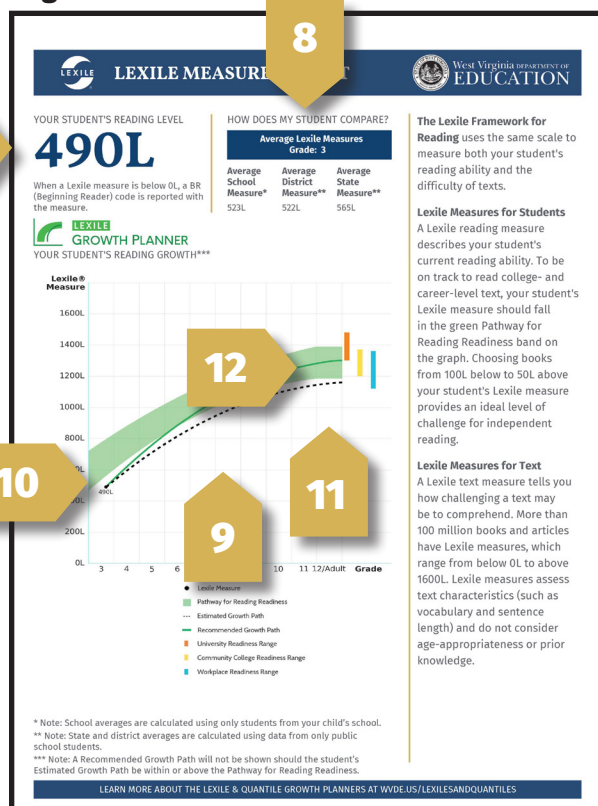 8
LEXILE
LEXILE MEASURE
West Virginia DEPARTMENT OF
EDUCATION
YOUR STUDENT'S READING LEVEL
490L
When a Lexile measure is below 0L, a BR
(Beginning Reader) code is reported with
the measure.
HOW DOES MY STUDENT COMPARE?
Average Lexile Measures
Grade: 3
Average School Measure* Average District Measure** Average State Measure**
523L 522L 565L
LEXILE
GROWTH PLANNER
YOUR STUDENT'S READING GROWTH***
Lexile®
Measure
1600L
1400L
1200L
1000L
800L
200L
0L
490L
12
10
9
11
3 4 5 6 10 11 12/Adult Grade
Lexile Measure
Pathway for Reading Readiness
Estimated Growth Path
Recommended Growth Path
University Readiness Range
Community College Readiness Range
Workplace Readiness Range
The Lexile Framework for
Reading uses the same scale to
measure both your student's
reading ability and the
difficulty of texts.
Lexile Measures for Students
A Lexile reading measure
describes your student's
current reading ability. To be
on track to read college- and
career-level text, your student's
Lexile measure should fall
in the green Pathway for
Reading Readiness band on
the graph. Choosing books
from 100L below to 50L above
your student's Lexile measure
provides an ideal level of
challenge for independent
reading.
Lexile Measures for Text
A Lexile text measure tells you
how challenging a text may
be to comprehend. More than
100 million books and articles
have Lexile measures, which
range from below 0L to above
1600L. Lexile measures assess
text characteristics (such as
vocabulary and sentence
length) and do not consider
age-appropriateness or prior
knowledge.
* Note: School averages are calculated using only students from your child's school.
** Note: State and district averages are calculated using data from only public
school students.
*** Note: A Recommended Growth Path will not be shown should the student's
Estimated Growth Path be within or above the Pathway for Reading Readiness.
LEARN MORE ABOUT THE LEXILE & QUANTILE GROWTH PLANNERS AT WVDE.US/LEXILESANDQUANTILES